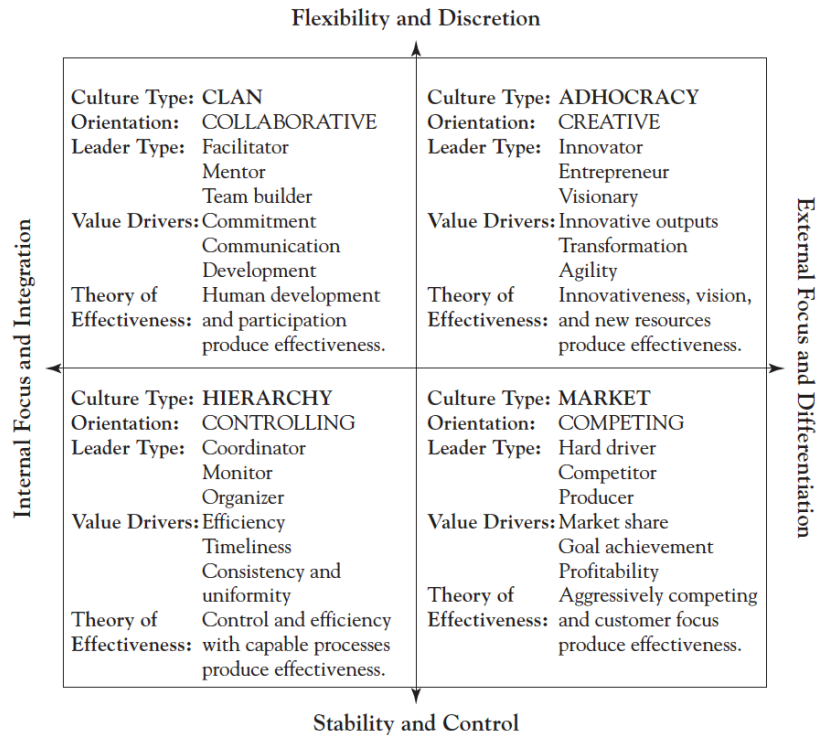 Flexibility and Discretion
Internal Focus and Integration
Culture Type: CLAN
Orientation: COLLABORATIVE
Leader Type: Facilitator
Mentor
Team builder
Value Drivers: Commitment
Communication
Development
Theory of Human development
Effectiveness: and participation
produce effectiveness.
Culture Type: ADHOCRACY
Orientation: CREATIVE
Leader Type: Innovator
Entrepreneur
Visionary
Value Drivers: Innovative outputs
Transformation
Agility
Theory of Innovativeness, vision,
Effectiveness: and new resources
produce effectiveness.
Culture Type: HIERARCHY
Orientation: CONTROLLING
Leader Type: Coordinator
Monitor
Organizer
Value Drivers: Efficiency
Timeliness
Consistency and
uniformity
Theory of Control and efficiency
Effectiveness: with capable processes
produce effectiveness.
Culture Type: MARKET
Orientation: COMPETING
Leader Type: Hard driver
Competitor
Producer
Value Drivers: Market share
Goal achievement
Profitability
Theory of Aggressively competing
Effectiveness: and customer focus
produce effectiveness.
External Focus and Differentiation
Stability and Control